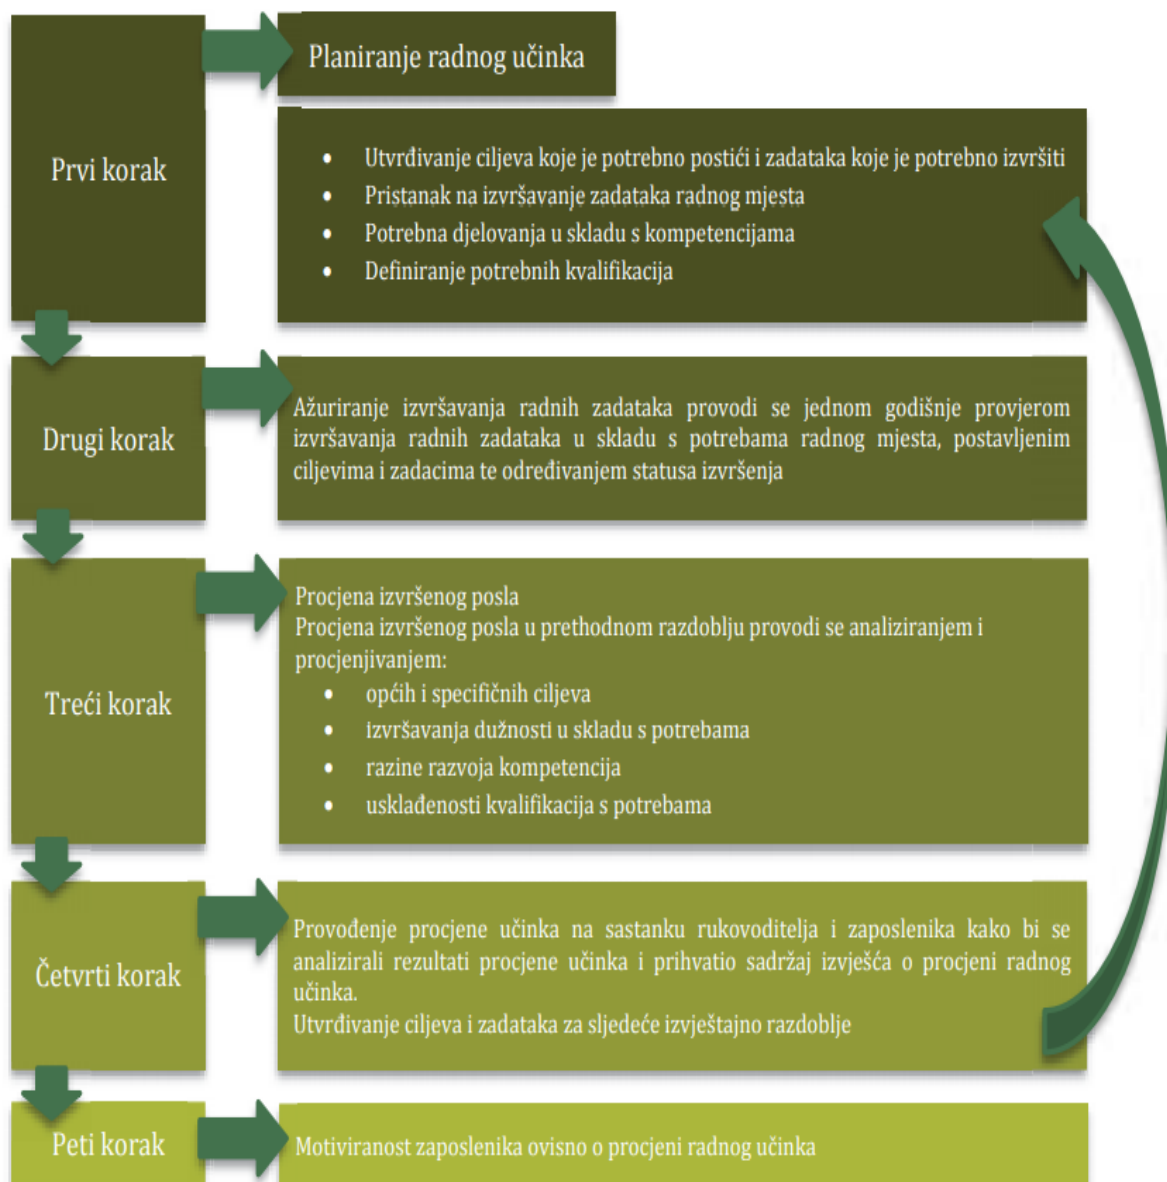 Prvi korak
Planiranje radnog učinka
• Utvrđivanje ciljeva koje je potrebno postići i zadataka koje je potrebno izvršiti
• Pristanak na izvršavanje zadataka radnog mjesta
• Potrebna djelovanja u skladu s kompetencijama
• Definiranje potrebnih kvalifikacija
Drugi korak
Ažuriranje izvršavanja radnih zadataka provodi se jednom godišnje provjerom
izvršavanja radnih zadataka u skladu s potrebama radnog mjesta, postavljenim
ciljevima i zadacima te određivanjem statusa izvršenja
Treći korak
Procjena izvršenog posla
Procjena izvršenog posla u prethodnom razdoblju provodi se analiziranjem i
procjenjivanjem:
• općih i specifičnih ciljeva
• izvršavanja dužnosti u skladu s potrebama
• razine razvoja kompetencija
• usklađenosti kvalifikacija s potrebama
Četvrti korak
Provođenje procjene učinka na sastanku rukovoditelja i zaposlenika kako bi se
analizirali rezultati procjene učinka i prihvatio sadržaj izvješća o procjeni radnog
učinka.
Utvrđivanje ciljeva i zadataka za sljedeće izvještajno razdoblje
Peti korak
Motiviranost zaposlenika ovisno o procjeni radnog učinka